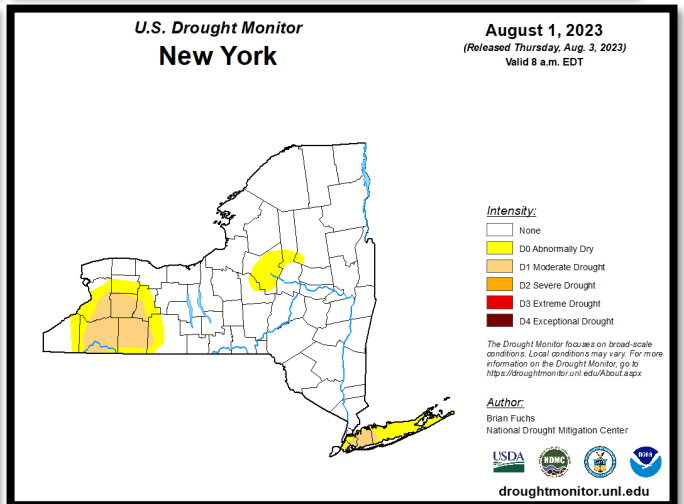 U.S. Drought Monitor
New York
August 1, 2023
(Released Thursday, Aug. 3, 2023)
Valid 8 a.m. EDT
Intensity:
None
D0 Abnormally Dry
D1 Moderate Drought
D2 Severe Drought
D3 Extreme Drought
D4 Exceptional Drought
The Drought Monitor focuses on broad-scale
conditions. Local conditions may vary. For more
information on the Drought Monitor, go to
https://droughtmonitor.unl.edu/About.aspx
Author:
Brian Fuchs
National Drought Mitigation Center
USDA
NDMC
droughtmonitor.unl.edu